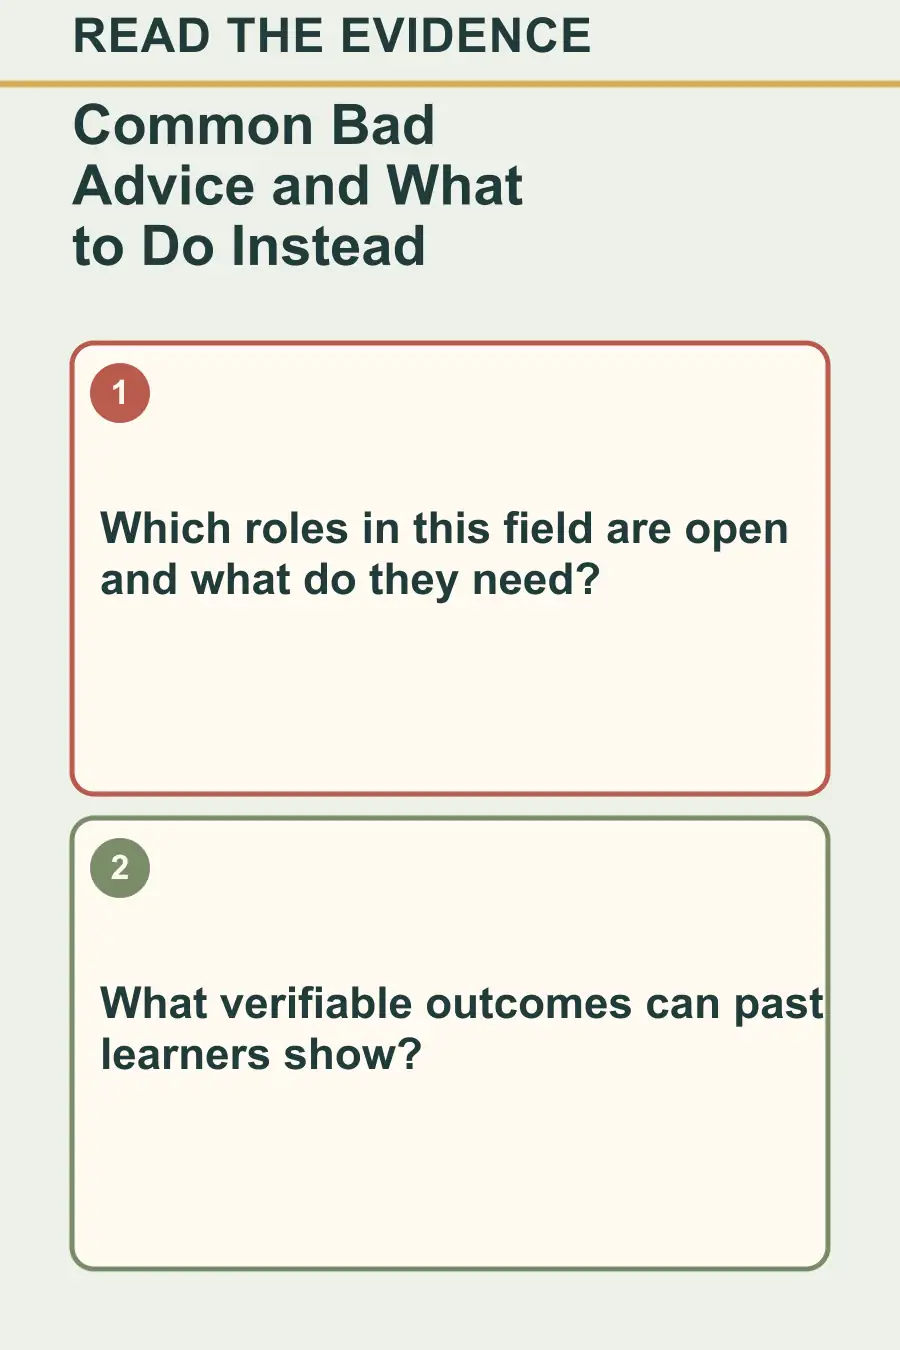 READ THE EVIDENCE
Common Bad
Advice and What
to Do Instead
1
Which roles in this field are open
and what do they need?
2
What verifiable outcomes can past
learners show?